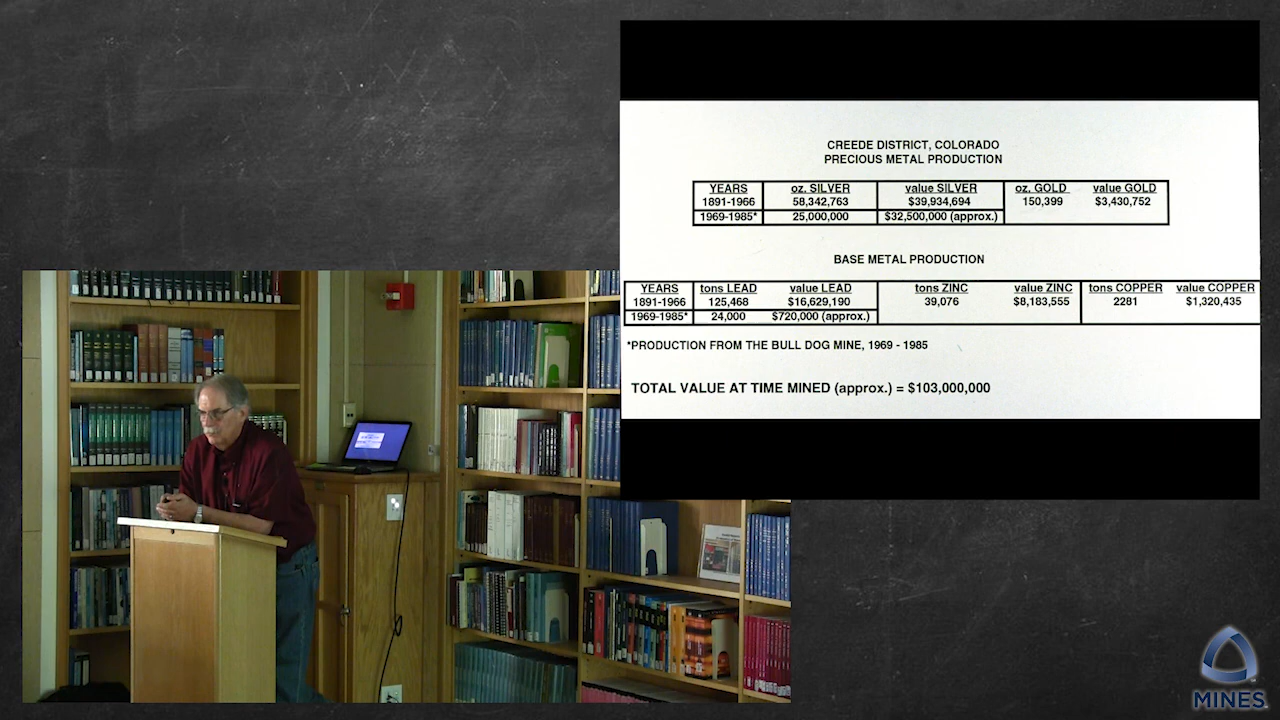 CREEDE DISTRICT, COLORADO
PRECIOUS METAL PRODUCTION
YEARS oz. SILVER value SILVER oz. GOLD value GOLD
1891-1966 58,342,763 $39,934,694 150,399 $3,430,752
1969-1985* 25,000,000 $32,500,000 (approx.)
BASE METAL PRODUCTION
YEARS tons LEAD value LEAD tons ZINC value ZINC tons COPPER value COPPER
1891-1966 125,468 $16,629,190 39,076 $8,183,555 2281 $1,320,435
1969-1985* 24,000 $720,000 (approx.)
*PRODUCTION FROM THE BULL DOG MINE, 1969 - 1985
TOTAL VALUE AT TIME MINED (approx.) = $103,000,000
MINES